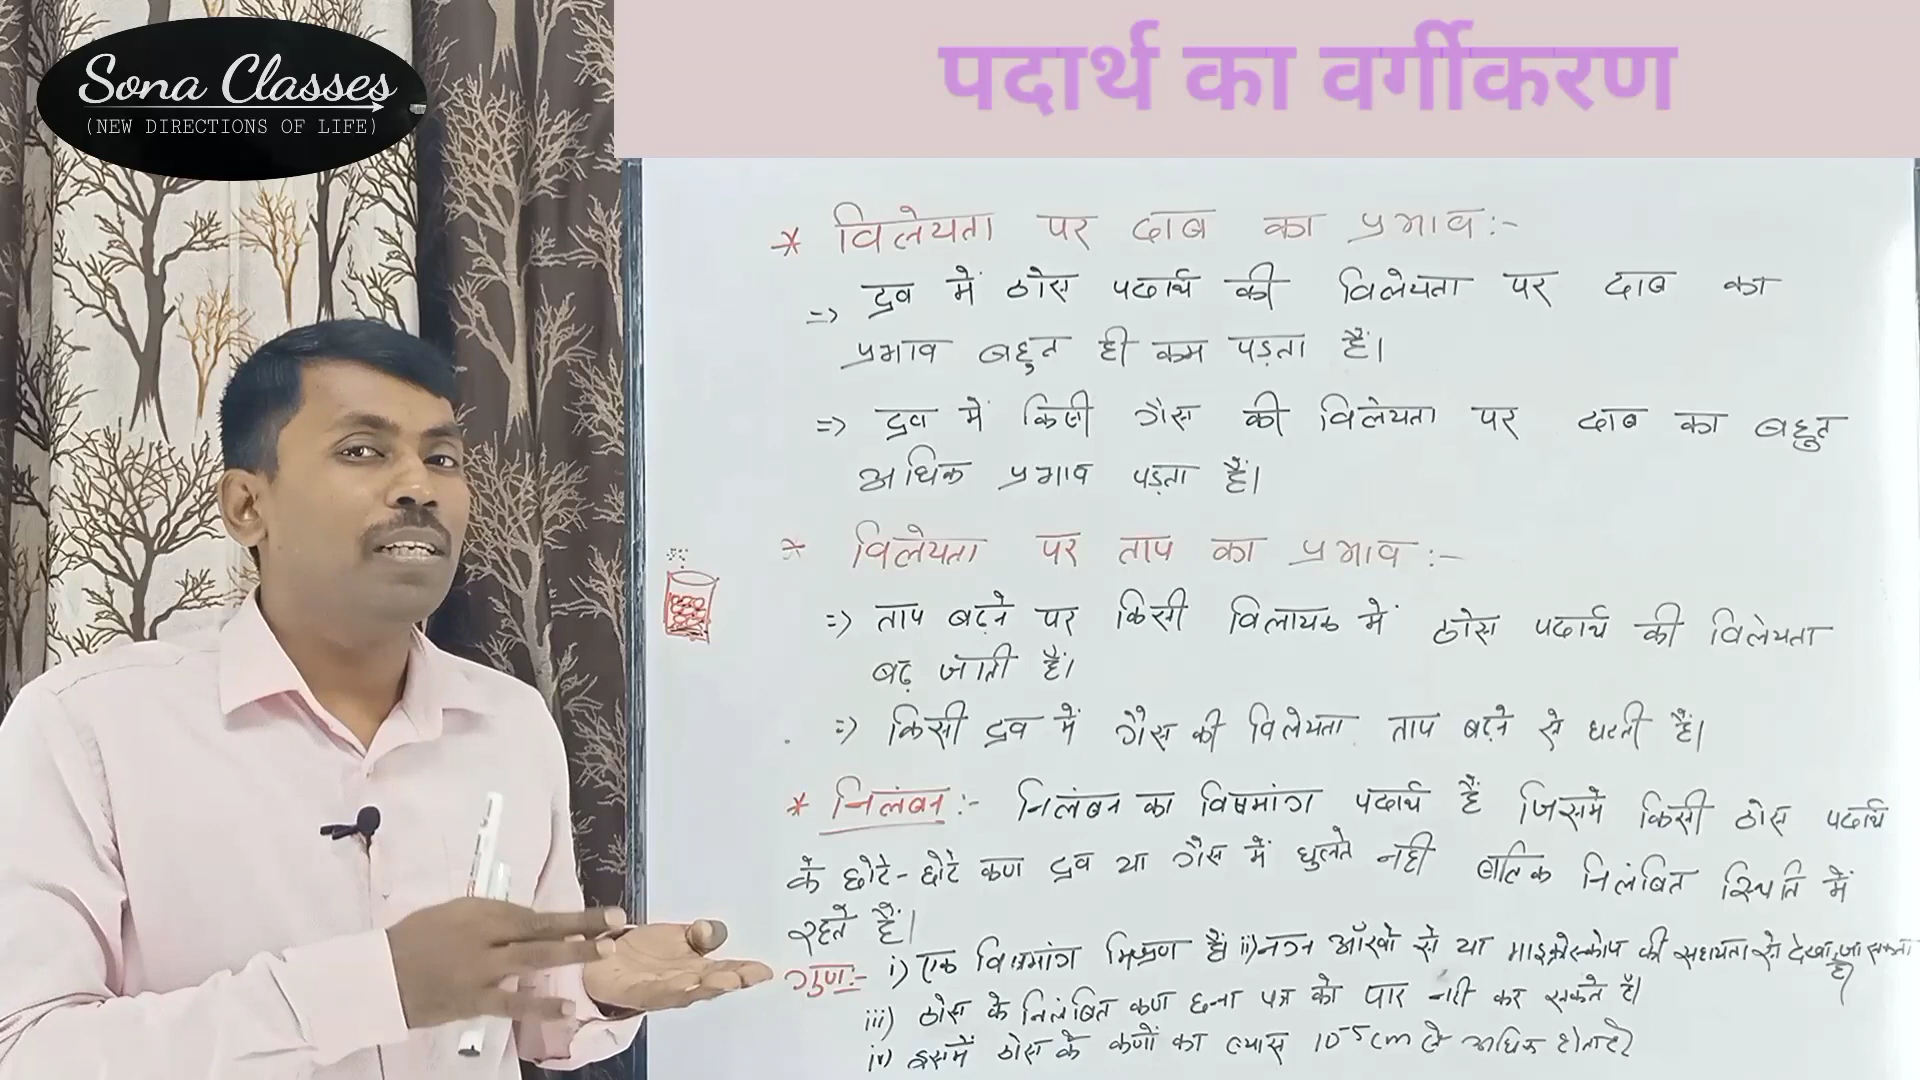 Sona Classes
(NEW DIRECTIONS OF LIFE)
पदार्थ का वर्गीकरण
* विलेयता पर दाब का प्रभाव:-
=> द्रव में ठोस पदार्थ की विलेयता पर दाब का
प्रभाव बहुत ही कम पड़ता हैं।
=> द्रव में किसी गैस की विलेयता पर दाब का बहुत
अधिक प्रभाव पड़ता हैं।
* विलेयता पर ताप का प्रभाव:-
=> ताप बढ़ने पर किसी विलायक में ठोस पदार्थ की विलेयता
बढ़ जाती हैं।
=> किसी द्रव में गैस की विलेयता ताप बढ़ने से घटती हैं।
* निलंबन:- निलंबन का विषमांग पदार्थ हैं जिसमें किसी ठोस पदार्थ
के छोटे-छोटे कण द्रव या गैस में घुलते नहीं बल्कि निलंबित स्थिति में
रहते हैं।
गुण:- i) एक विषमांग मिश्रण हैं ii) नग्न आँखों से या माइक्रोस्कोप की सहायता से देखा जा सकता है।
iii) ठोस के निलंबित कण छन्ना पत्र को पार नहीं कर सकते हैं।
iv) इसमें ठोस के कणों का व्यास 10⁻⁵cm से अधिक होता है